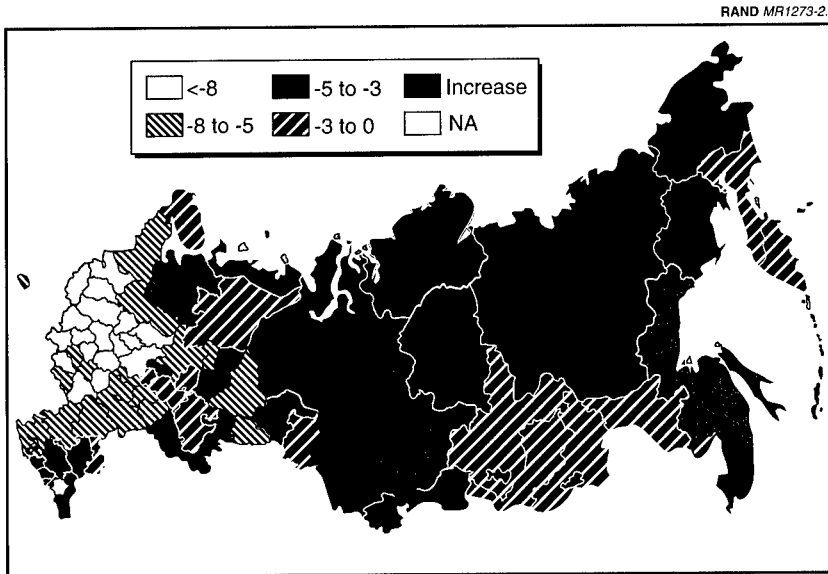 RAND MR1273-2.
<-8
-5 to -3
Increase
-8 to -5
-3 to 0
NA